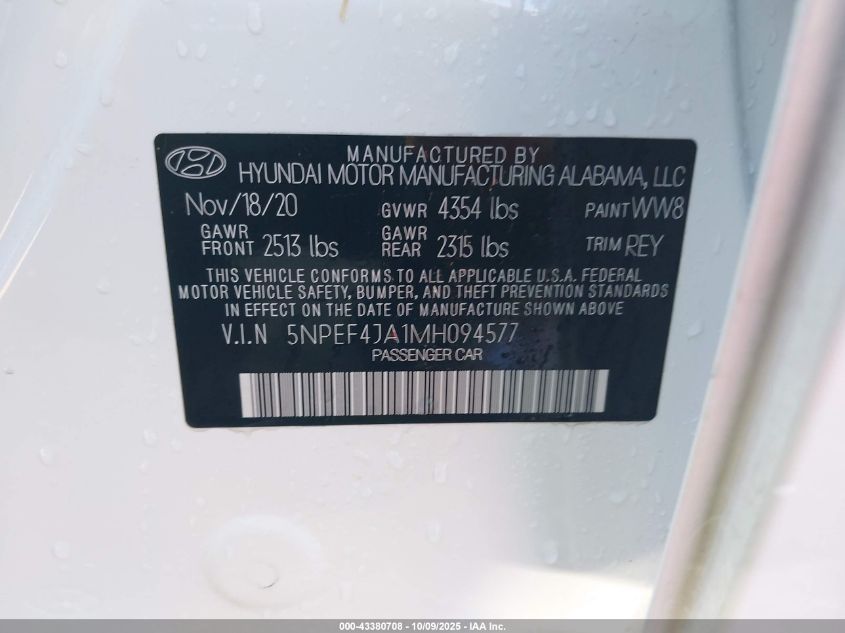 MANUFACTURED BY
HYUNDAI MOTOR MANUFACTURING ALABAMA, LLC
Nov/18/20 GVWR 4354 lbs PAINT WW8
GAWR FRONT 2513 lbs GAWR REAR 2315 lbs TRIM REY
THIS VEHICLE CONFORMS TO ALL APPLICABLE U.S.A. FEDERAL
MOTOR VEHICLE SAFETY, BUMPER, AND THEFT PREVENTION STANDARDS
IN EFFECT ON THE DATE OF MANUFACTURE SHOWN ABOVE
V.I.N 5NPEF4JA1MH094577
PASSENGER CAR
000-43380708 - 10/09/2025 - IAA Inc.